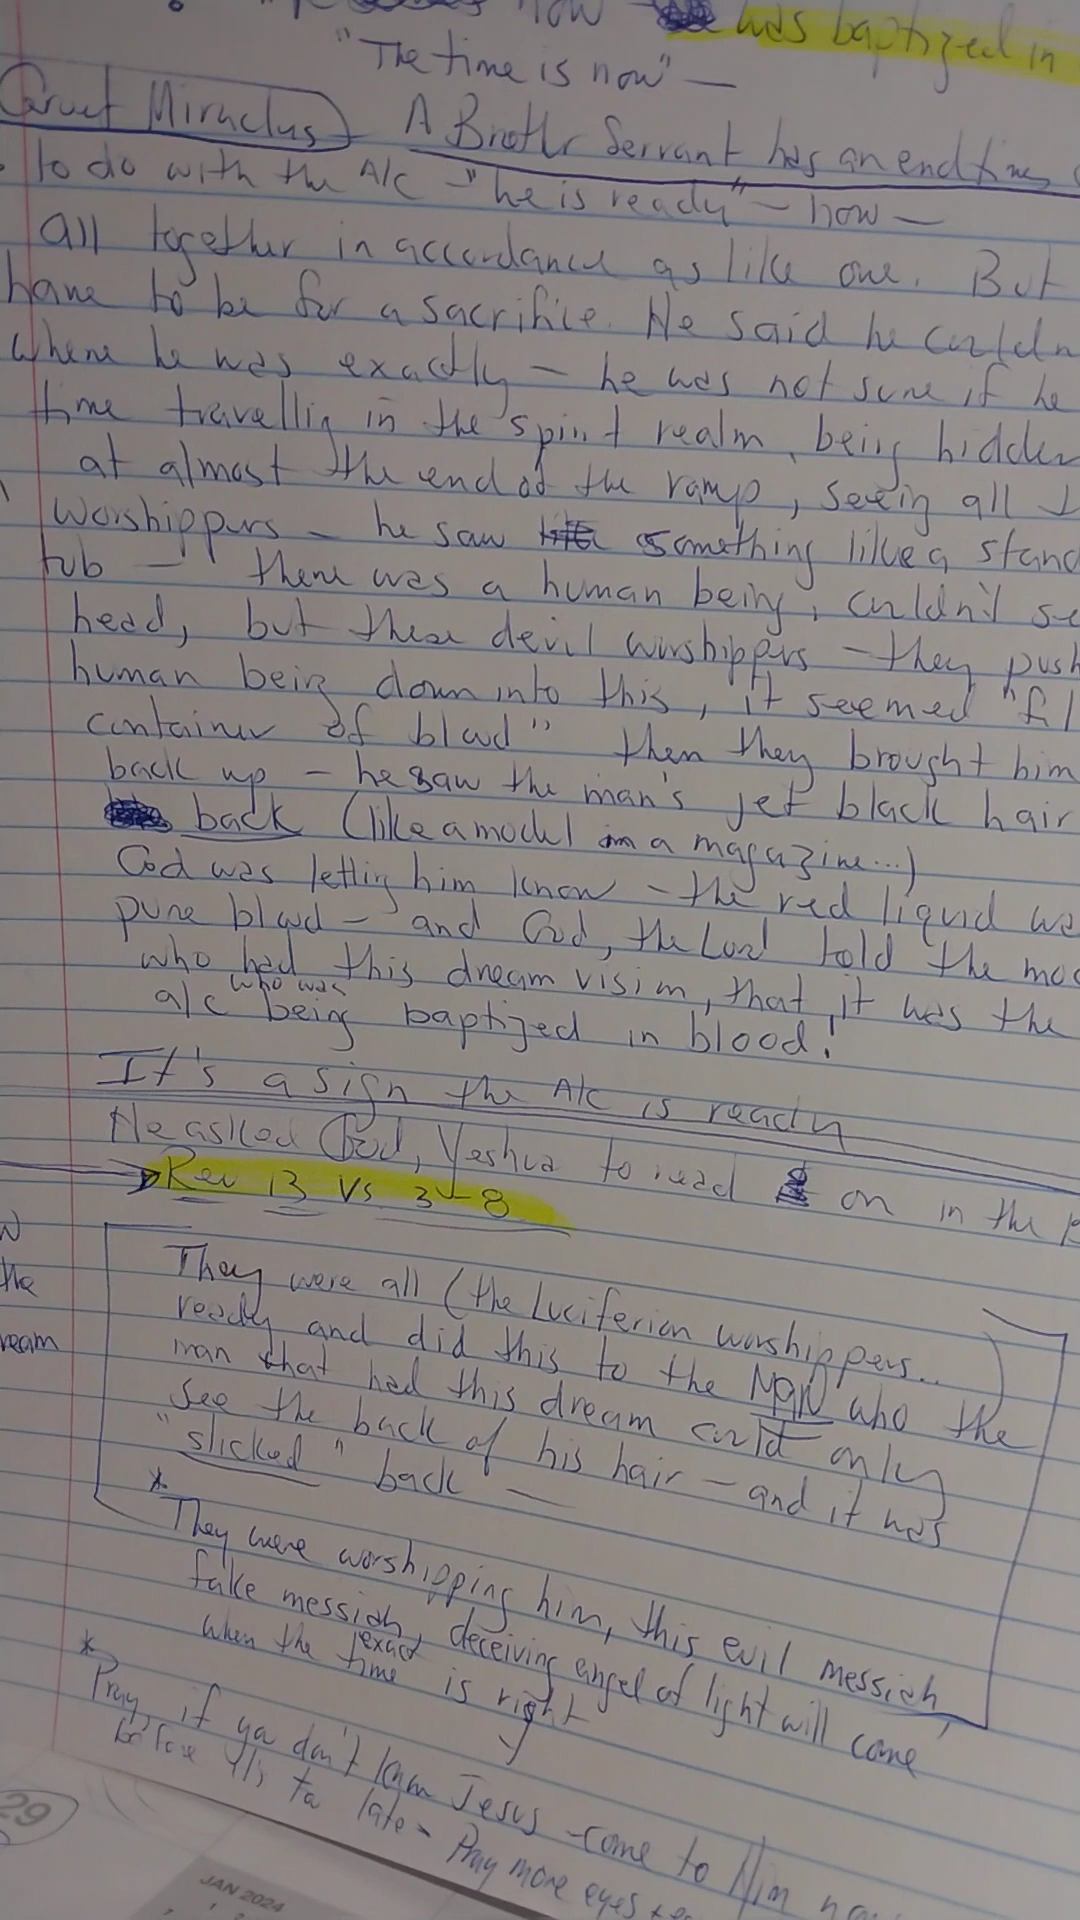 now was baptized in
"The time is now" —
Miracles) A Brothr Servant has an end times
to do with the A/C - "he is ready" - now —
all together in accordance as like one. But
have to be for a sacrifice. He said he
where he was exactly — he was not sure if he
time travellig in the spirit realm, being hidden
at almost the end of the ramp, seeing all
worshippers - he saw something like a
tub — there was a human being, couldn't
head, but these devil worshippers - they push
human being down into this, it seemed
container of blood" then they brought him
back up - he saw the man's jet black hair
back (like a model in a magazine...)
God was letting him know - the red liquid
pure blood - and God, the Lord told the
who had this dream vision, that it was the
who was
a/c being baptized in blood!
It's a sign the A/C is ready
He asked God, Yeshua to read on in the
Rev 13 vs 3-8
They were all (the Luciferian worshippers...)
the
ready and did this to the MAN who the
ream
man that had this dream could only
see the back of his hair - and it was
"slicked" back —
* They were worshipping him, this evil messiah,
fake messiah, deceiving angel of light will come
when the exact time is right
* Pray, if ya don't know Jesus - come to Him
before it's to late - Pray more eyes
29
JAN 2024